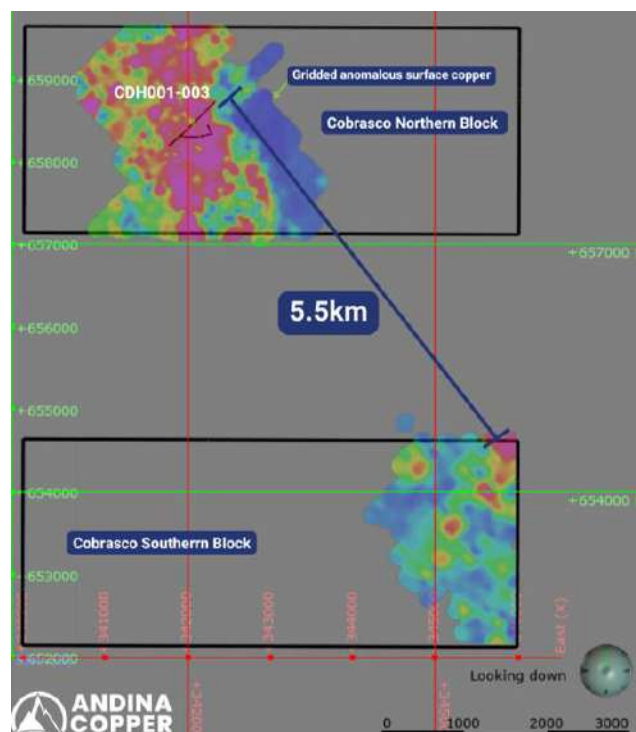 +659000
CDH001-003
Gridded anomalous surface copper
Cobrasco Northern Block
+658000
+657000
+657000
5.5km
+656000
+655000
+654000
+654000
Cobrasco Southerrn Block
+653000
341000
342000
343000
344000
345000
East (X)
+652000
Looking down
ANDINA
COPPER
0 1000 2000 3000